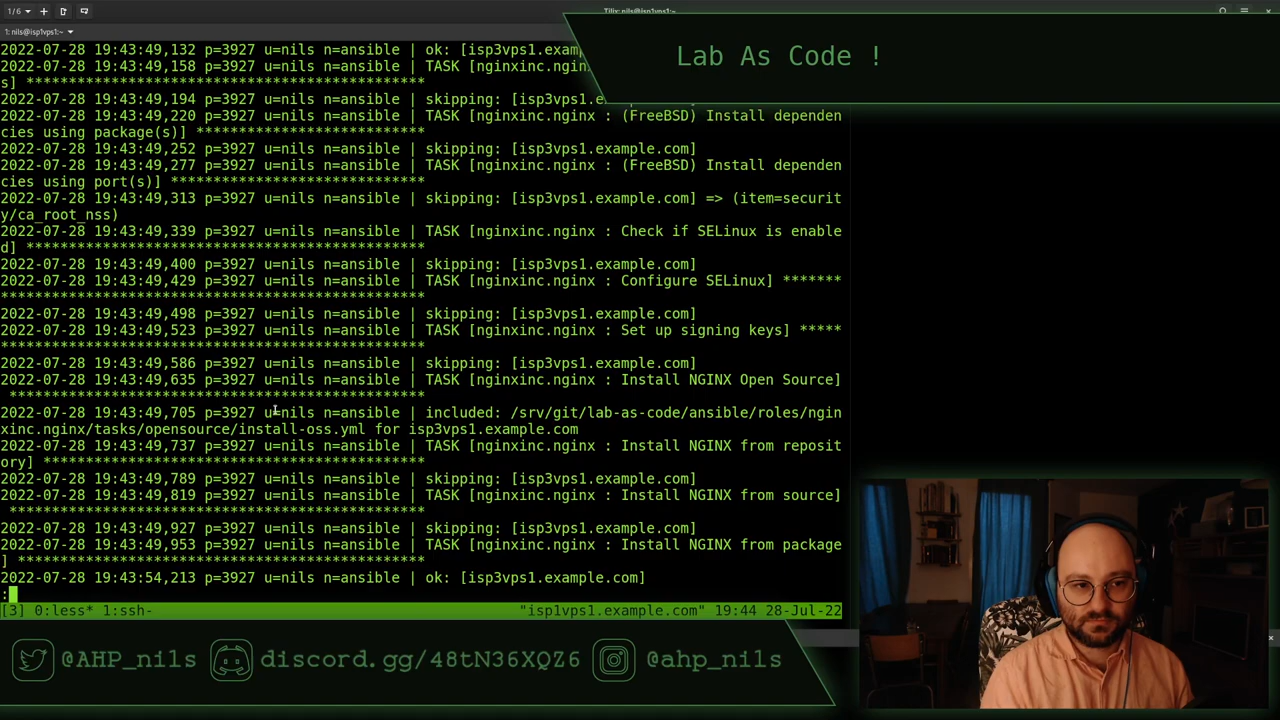 1/6
Tilix: nils@isp1vps1:~
1: nils@isp1vps1:~
Lab As Code !
2022-07-28 19:43:49,132 p=3927 u=nils n=ansible | ok: [isp3vps1.exam
2022-07-28 19:43:49,158 p=3927 u=nils n=ansible | TASK [nginxinc.ngin
s] *******************************************
2022-07-28 19:43:49,194 p=3927 u=nils n=ansible | skipping: [isp3vps1.e
2022-07-28 19:43:49,220 p=3927 u=nils n=ansible | TASK [nginxinc.nginx : (FreeBSD) Install dependen
cies using package(s)] ***************************
2022-07-28 19:43:49,252 p=3927 u=nils n=ansible | skipping: [isp3vps1.example.com]
2022-07-28 19:43:49,277 p=3927 u=nils n=ansible | TASK [nginxinc.nginx : (FreeBSD) Install dependen
cies using port(s)] ******************************
2022-07-28 19:43:49,313 p=3927 u=nils n=ansible | skipping: [isp3vps1.example.com] => (item=securit
y/ca_root_nss)
2022-07-28 19:43:49,339 p=3927 u=nils n=ansible | TASK [nginxinc.nginx : Check if SELinux is enable
d] ***********************************************
2022-07-28 19:43:49,400 p=3927 u=nils n=ansible | skipping: [isp3vps1.example.com]
2022-07-28 19:43:49,429 p=3927 u=nils n=ansible | TASK [nginxinc.nginx : Configure SELinux] *******
**************************************************
2022-07-28 19:43:49,498 p=3927 u=nils n=ansible | skipping: [isp3vps1.example.com]
2022-07-28 19:43:49,523 p=3927 u=nils n=ansible | TASK [nginxinc.nginx : Set up signing keys] *****
**************************************************
2022-07-28 19:43:49,586 p=3927 u=nils n=ansible | skipping: [isp3vps1.example.com]
2022-07-28 19:43:49,635 p=3927 u=nils n=ansible | TASK [nginxinc.nginx : Install NGINX Open Source]
*************************************************
2022-07-28 19:43:49,705 p=3927 u=nils n=ansible | included: /srv/git/lab-as-code/ansible/roles/ngin
xinc.nginx/tasks/opensource/install-oss.yml for isp3vps1.example.com
2022-07-28 19:43:49,737 p=3927 u=nils n=ansible | TASK [nginxinc.nginx : Install NGINX from reposit
ory] *********************************************
2022-07-28 19:43:49,789 p=3927 u=nils n=ansible | skipping: [isp3vps1.example.com]
2022-07-28 19:43:49,819 p=3927 u=nils n=ansible | TASK [nginxinc.nginx : Install NGINX from source]
*************************************************
2022-07-28 19:43:49,927 p=3927 u=nils n=ansible | skipping: [isp3vps1.example.com]
2022-07-28 19:43:49,953 p=3927 u=nils n=ansible | TASK [nginxinc.nginx : Install NGINX from package
] ************************************************
2022-07-28 19:43:54,213 p=3927 u=nils n=ansible | ok: [isp3vps1.example.com]
:
[3] 0:less* 1:ssh- "isp1vps1.example.com" 19:44 28-Jul-22
@AHP_nils discord.gg/48tN36XQZ6 @ahp_nils